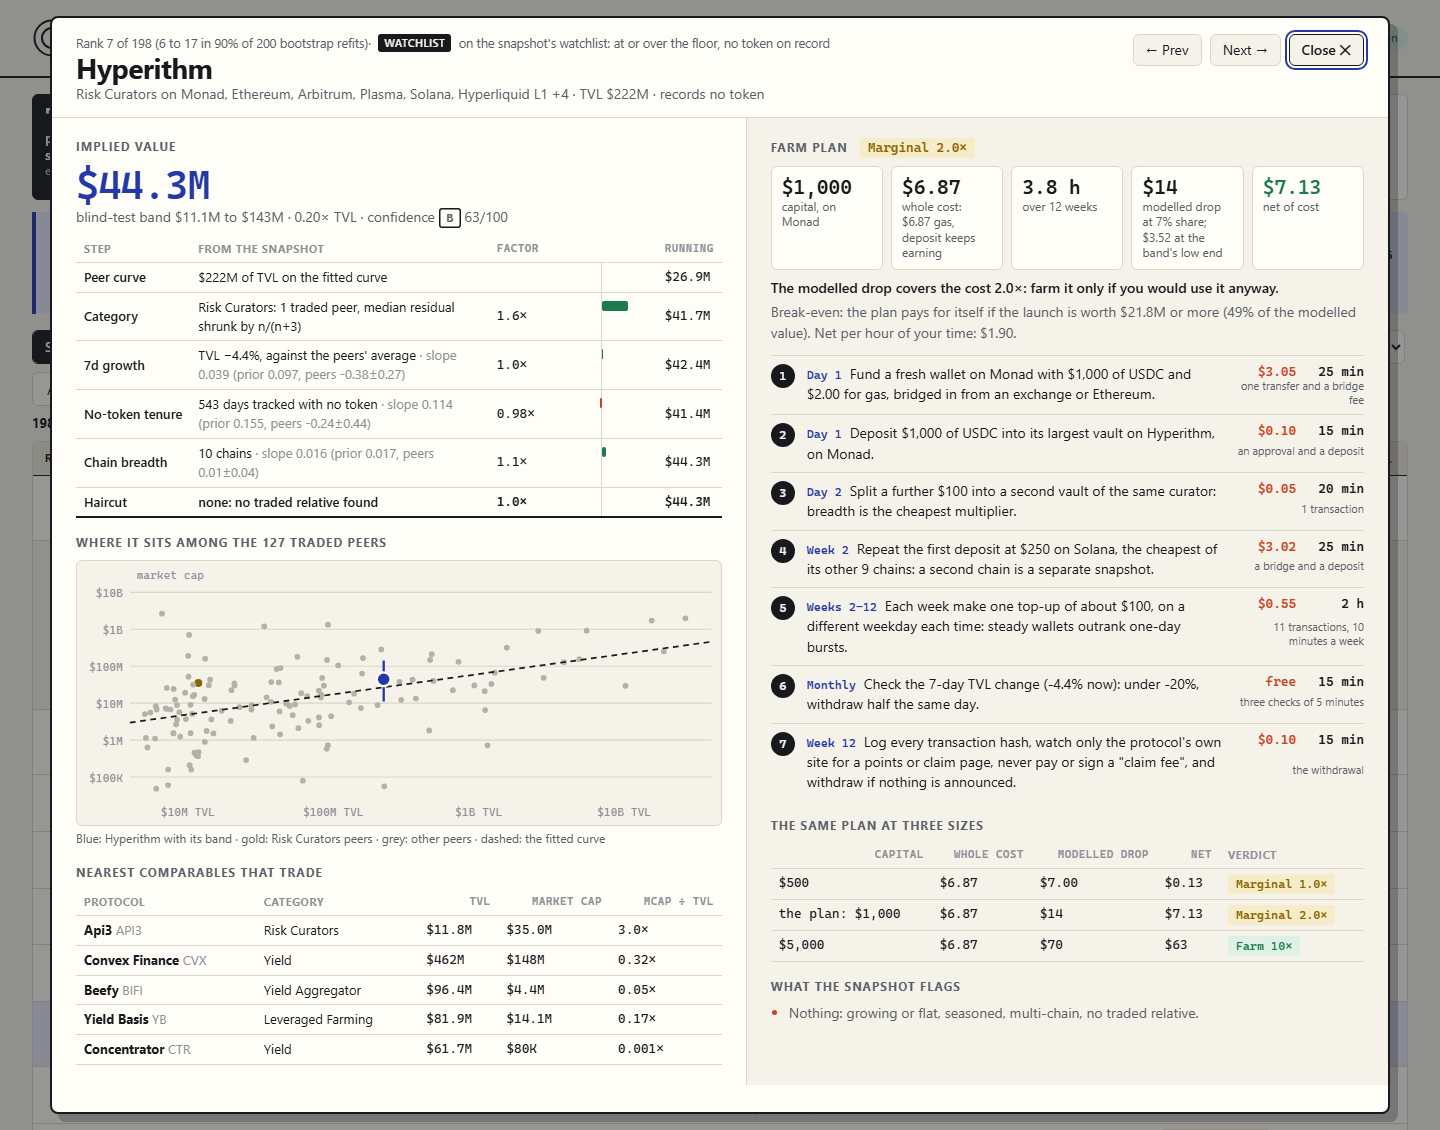 Rank 7 of 198 (6 to 17 in 90% of 200 bootstrap refits)· WATCHLIST on the snapshot's watchlist: at or over the floor, no token on record
← Prev Next → Close ✕
Hyperithm
Risk Curators on Monad, Ethereum, Arbitrum, Plasma, Solana, Hyperliquid L1 +4 · TVL $222M · records no token
IMPLIED VALUE
$44.3M
blind-test band $11.1M to $143M · 0.20× TVL · confidence B 63/100
STEP FROM THE SNAPSHOT FACTOR RUNNING
Peer curve $222M of TVL on the fitted curve $26.9M
Category Risk Curators: 1 traded peer, median residual
shrunk by n/(n+3) 1.6× $41.7M
7d growth TVL −4.4%, against the peers' average · slope
0.039 (prior 0.097, peers -0.38±0.27) 1.0× $42.4M
No-token tenure 543 days tracked with no token · slope 0.114
(prior 0.155, peers -0.24±0.44) 0.98× $41.4M
Chain breadth 10 chains · slope 0.016 (prior 0.017, peers
0.01±0.04) 1.1× $44.3M
Haircut none: no traded relative found 1.0× $44.3M
WHERE IT SITS AMONG THE 127 TRADED PEERS
market cap
$10B
$1B
$100M
$10M
$1M
$100K
$10M TVL $100M TVL $1B TVL $10B TVL
Blue: Hyperithm with its band · gold: Risk Curators peers · grey: other peers · dashed: the fitted curve
NEAREST COMPARABLES THAT TRADE
PROTOCOL CATEGORY TVL MARKET CAP MCAP ÷ TVL
Api3 API3 Risk Curators $11.8M $35.0M 3.0×
Convex Finance CVX Yield $462M $148M 0.32×
Beefy BIFI Yield Aggregator $96.4M $4.4M 0.05×
Yield Basis YB Leveraged Farming $81.9M $14.1M 0.17×
Concentrator CTR Yield $61.7M $80K 0.001×
FARM PLAN Marginal 2.0×
$1,000
capital, on
Monad
$6.87
whole cost:
$6.87 gas,
deposit keeps
earning
3.8 h
over 12 weeks
$14
modelled drop
at 7% share;
$3.52 at the
band's low end
$7.13
net of cost
The modelled drop covers the cost 2.0×: farm it only if you would use it anyway.
Break-even: the plan pays for itself if the launch is worth $21.8M or more (49% of the modelled
value). Net per hour of your time: $1.90.
1 Day 1 Fund a fresh wallet on Monad with $1,000 of USDC and
$2.00 for gas, bridged in from an exchange or Ethereum.
$3.05 25 min
one transfer and a bridge
fee
2 Day 1 Deposit $1,000 of USDC into its largest vault on Hyperithm,
on Monad.
$0.10 15 min
an approval and a deposit
3 Day 2 Split a further $100 into a second vault of the same curator:
breadth is the cheapest multiplier.
$0.05 20 min
1 transaction
4 Week 2 Repeat the first deposit at $250 on Solana, the cheapest of
its other 9 chains: a second chain is a separate snapshot.
$3.02 25 min
a bridge and a deposit
5 Weeks 2–12 Each week make one top-up of about $100, on a
different weekday each time: steady wallets outrank one-day
bursts.
$0.55 2 h
11 transactions, 10
minutes a week
6 Monthly Check the 7-day TVL change (-4.4% now): under -20%,
withdraw half the same day.
free 15 min
three checks of 5 minutes
7 Week 12 Log every transaction hash, watch only the protocol's own
site for a points or claim page, never pay or sign a "claim fee", and
withdraw if nothing is announced.
$0.10 15 min
the withdrawal
THE SAME PLAN AT THREE SIZES
CAPITAL WHOLE COST MODELLED DROP NET VERDICT
$500 $6.87 $7.00 $0.13 Marginal 1.0×
the plan: $1,000 $6.87 $14 $7.13 Marginal 2.0×
$5,000 $6.87 $70 $63 Farm 10×
WHAT THE SNAPSHOT FLAGS
• Nothing: growing or flat, seasoned, multi-chain, no traded relative.